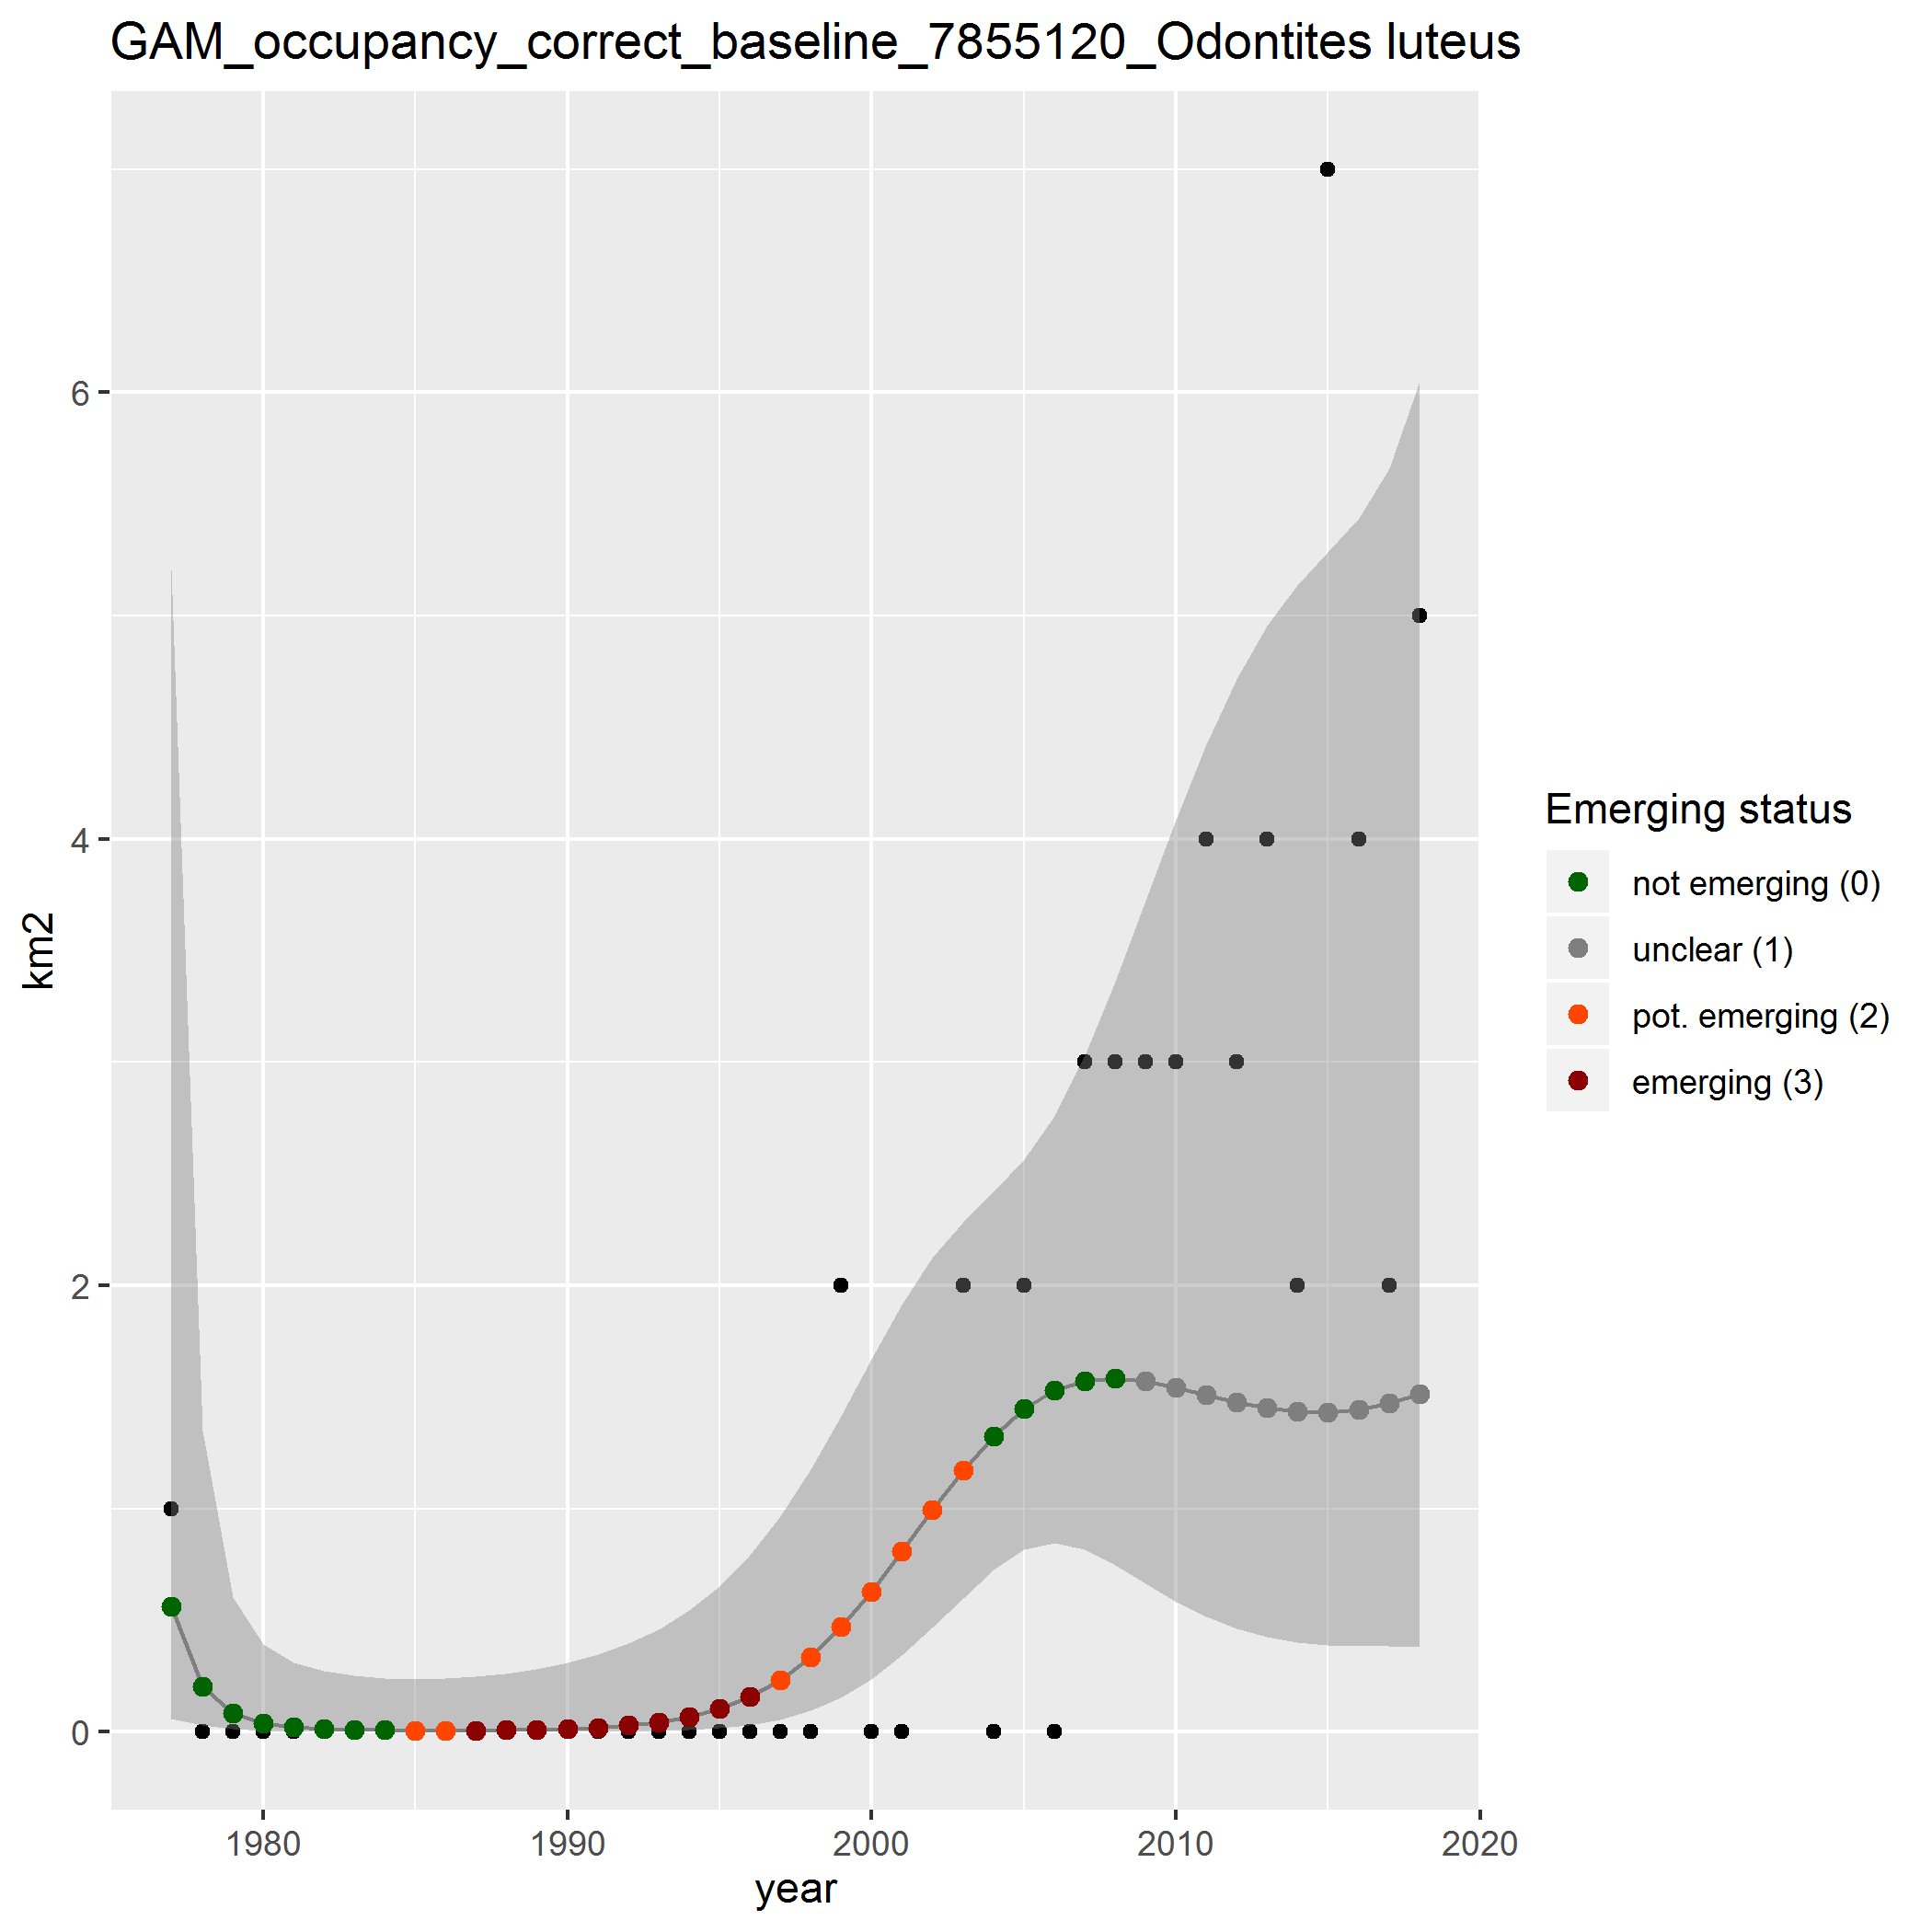 GAM_occupancy_correct_baseline_7855120_Odontites luteus
6
4
2
0
km2
1980
1990
2000
2010
2020
year
Emerging status
not emerging (0)
unclear (1)
pot. emerging (2)
emerging (3)